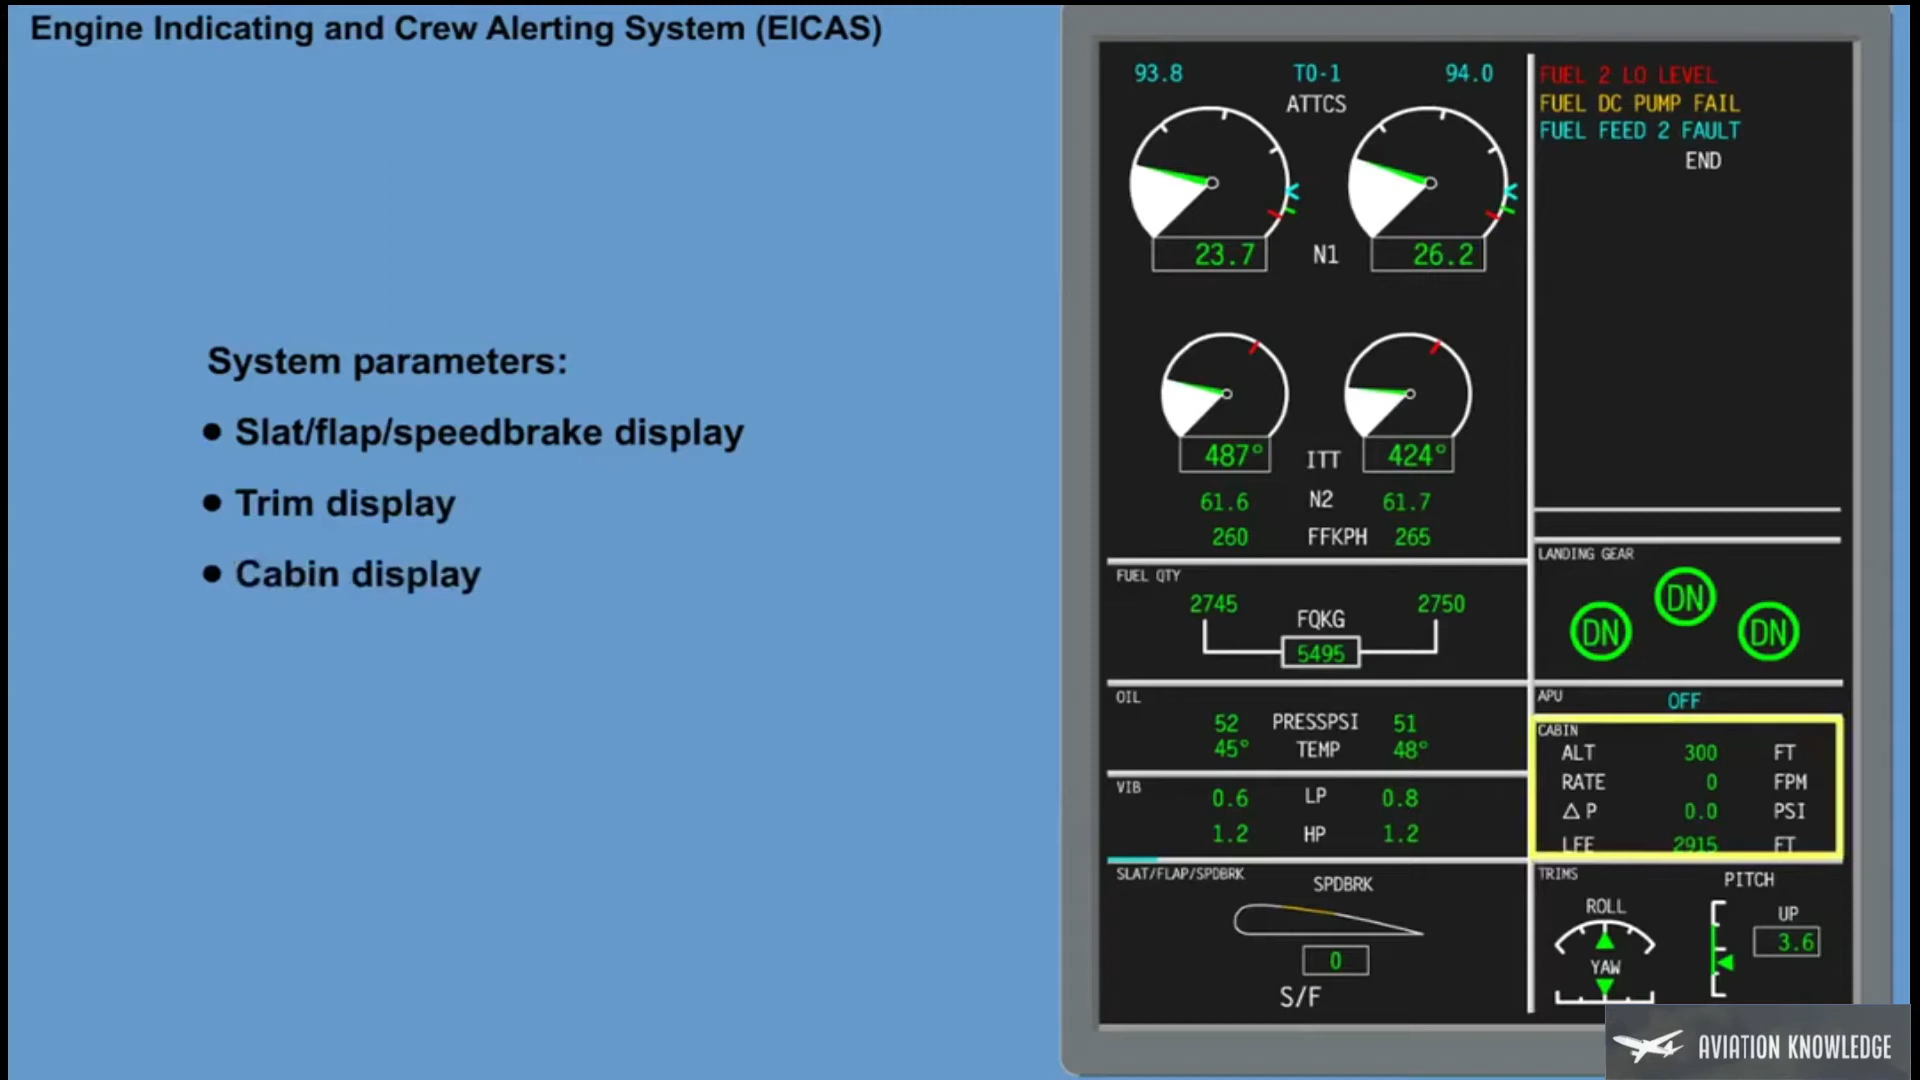 Engine Indicating and Crew Alerting System (EICAS)
System parameters:
• Slat/flap/speedbrake display
• Trim display
• Cabin display
93.8 TO-1 94.0
ATTCS
23.7 N1 26.2
487° ITT 424°
61.6 N2 61.7
260 FFKPH 265
FUEL QTY
2745 2750
FQKG
5495
OIL
52 PRESSPSI 51
45° TEMP 48°
VIB
0.6 LP 0.8
1.2 HP 1.2
SLAT/FLAP/SPDBRK
SPDBRK
0
S/F
FUEL 2 LO LEVEL
FUEL DC PUMP FAIL
FUEL FEED 2 FAULT
END
LANDING GEAR
DN DN DN
APU OFF
CABIN
ALT 300 FT
RATE 0 FPM
△ P 0.0 PSI
LFE 2915 FT
TRIMS
PITCH
ROLL
UP
3.6
YAW
AVIATION KNOWLEDGE